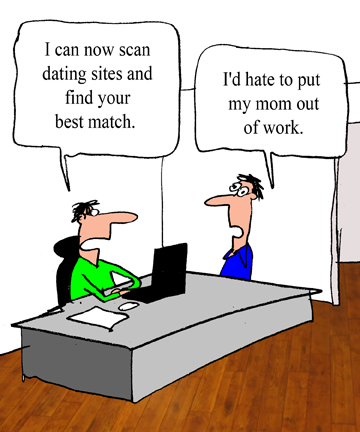 I can now scan
dating sites and
find your
best match.
I'd hate to put
my mom out
of work.